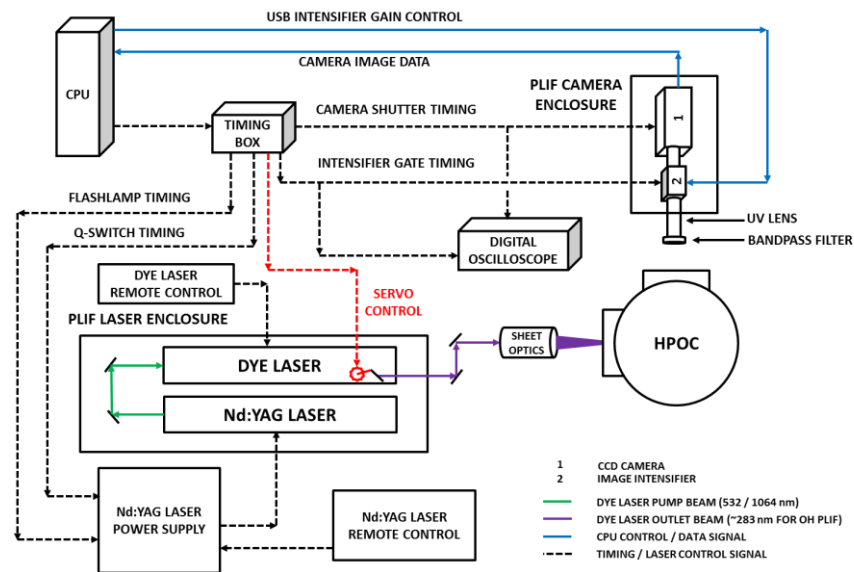 USB INTENSIFIER GAIN CONTROL
CAMERA IMAGE DATA
CPU
PLIF CAMERA
ENCLOSURE
1
TIMING
BOX
CAMERA SHUTTER TIMING
INTENSIFIER GATE TIMING
2
FLASHLAMP TIMING
Q-SWITCH TIMING
UV LENS
BANDPASS FILTER
DIGITAL
OSCILLOSCOPE
DYE LASER
REMOTE CONTROL
SERVO
CONTROL
PLIF LASER ENCLOSURE
DYE LASER
SHEET
OPTICS
HPOC
Nd:YAG LASER
Nd:YAG LASER
POWER SUPPLY
Nd:YAG LASER
REMOTE CONTROL
1 CCD CAMERA
2 IMAGE INTENSIFIER
DYE LASER PUMP BEAM (532 / 1064 nm)
DYE LASER OUTLET BEAM (~283 nm FOR OH PLIF)
CPU CONTROL / DATA SIGNAL
TIMING / LASER CONTROL SIGNAL